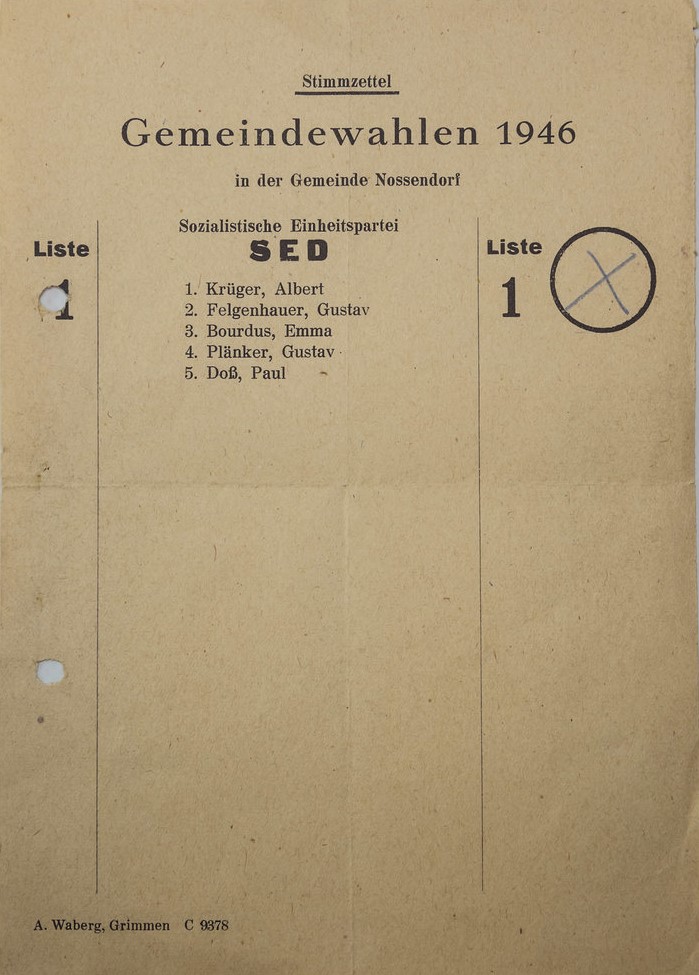 Stimmzettel
Gemeindewahlen 1946
in der Gemeinde Nossendorf
Liste
1
Sozialistische Einheitspartei
SED
1. Krüger, Albert
2. Felgenhauer, Gustav
3. Bourdus, Emma
4. Plänker, Gustav
5. Doß, Paul
Liste
1
A. Waberg, Grimmen C 9378